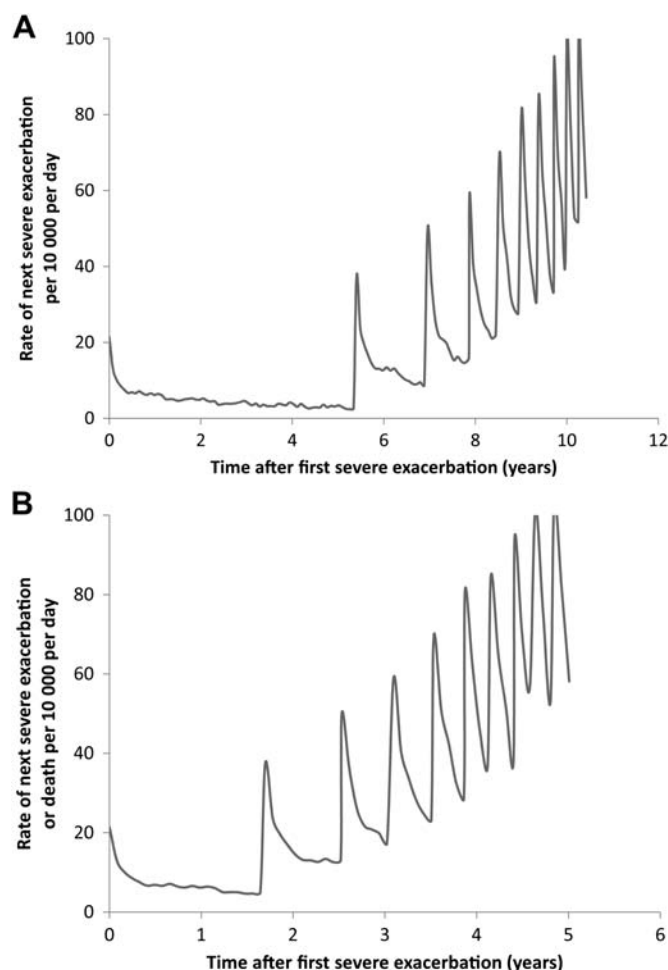 A
Rate of next severe exacerbation
per 10 000 per day
100
80
60
40
20
0
0 2 4 6 8 10 12
Time after first severe exacerbation (years)
B
Rate of next severe exacerbation
or death per 10 000 per day
100
80
60
40
20
0
0 1 2 3 4 5 6
Time after first severe exacerbation (years)